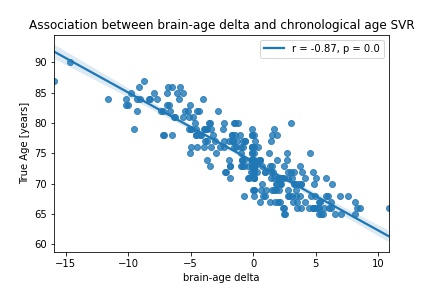 Association between brain-age delta and chronological age SVR
r = -0.87, p = 0.0
True Age [years]
90
85
80
75
70
65
60
-15 -10 -5 0 5 10
brain-age delta